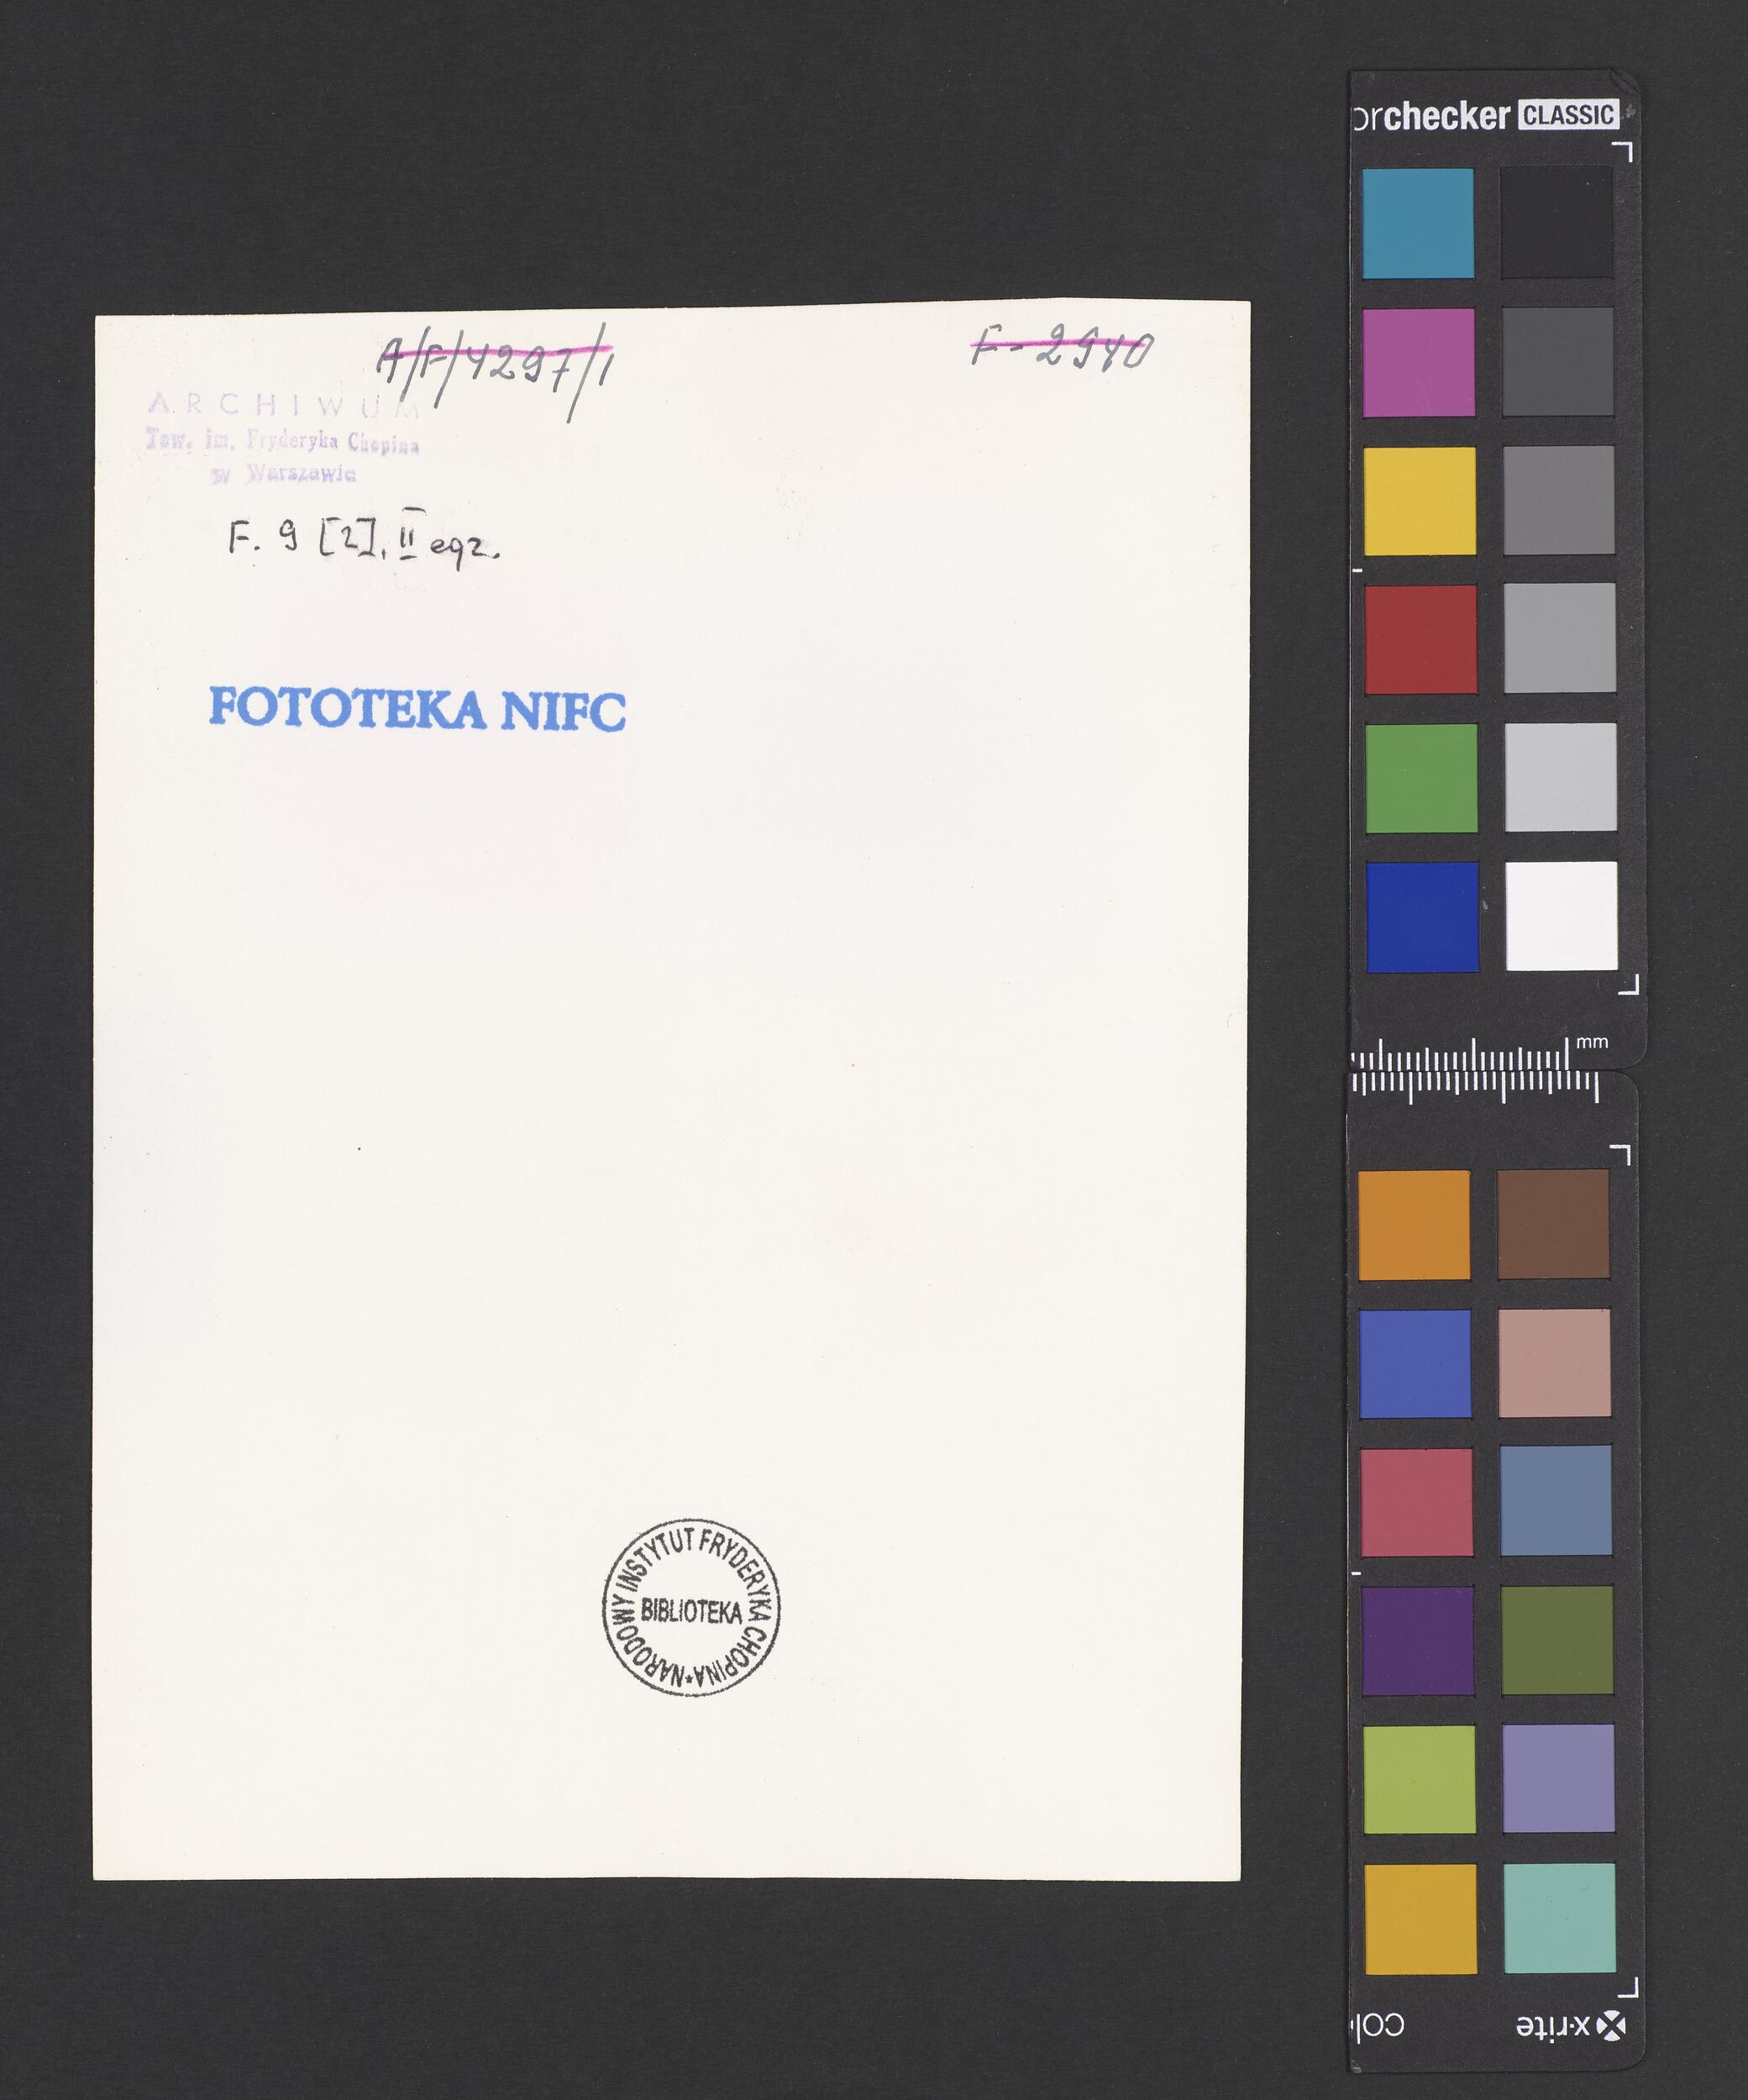 A/F/4297/1
F-2940
ARCHIWUM
Tow. im. Fryderyka Chopina
w Warszawie
F. 9 [2], II egz.
FOTOTEKA NIFC
NARODOWY INSTYTUT FRYDERYKA CHOPINA *
BIBLIOTEKA
orchecker CLASSIC
mm
x-rite
col